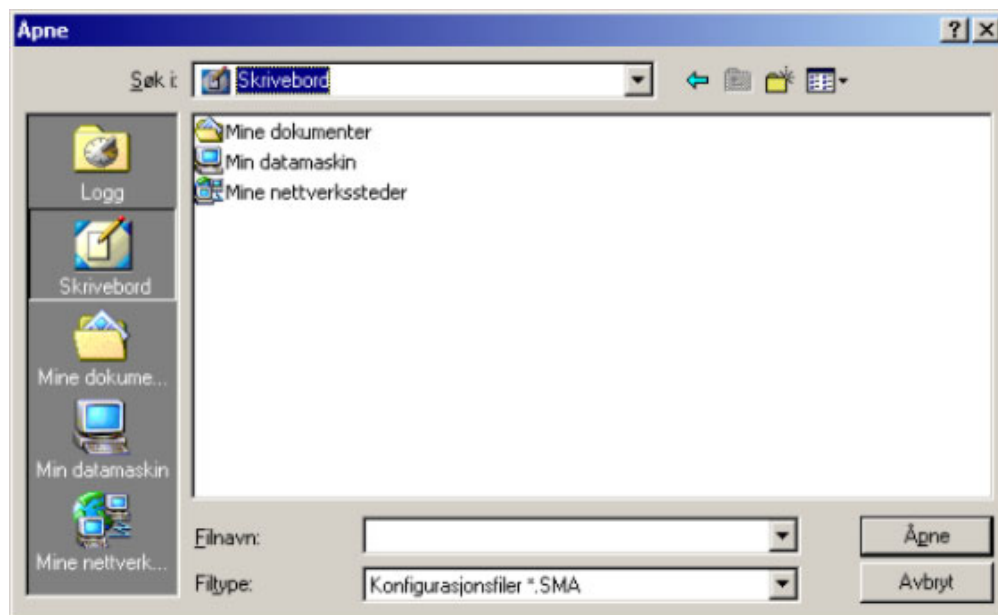 Åpne
Søk i:
Skrivebord
Mine dokumenter
Min datamaskin
Mine nettverkssteder
Logg
Skrivebord
Mine dokume...
Min datamaskin
Mine nettverk...
Filnavn:
Åpne
Filtype:
Konfigurasjonsfiler *.SMA
Avbryt